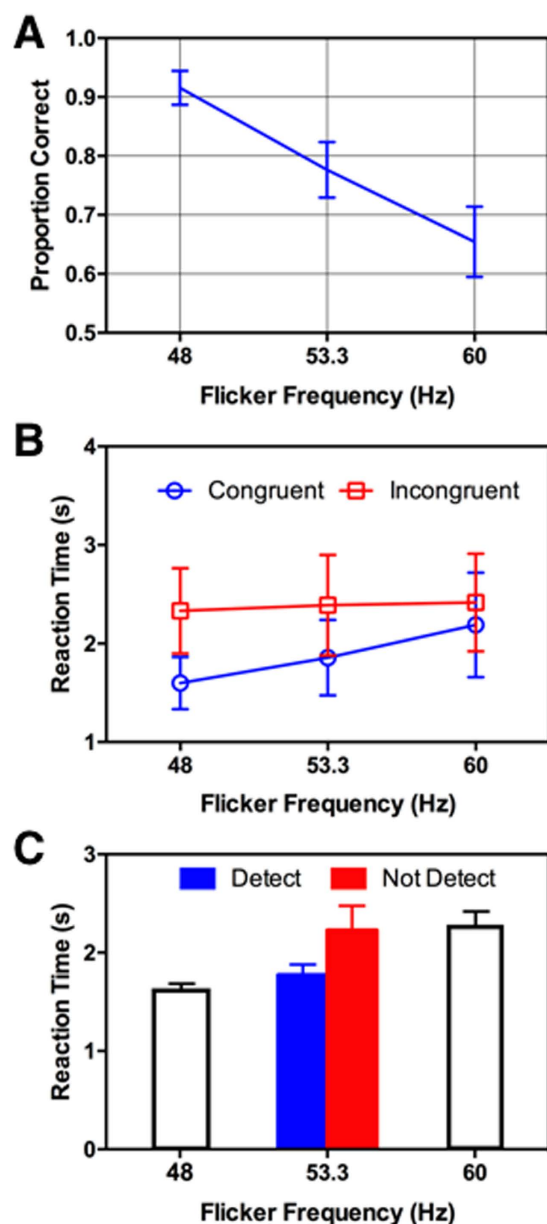 A
1.0
0.9
0.8
0.7
0.6
0.5
Proportion Correct
48 53.3 60
Flicker Frequency (Hz)
B
4
3
2
1
Reaction Time (s)
Congruent Incongruent
48 53.3 60
Flicker Frequency (Hz)
C
3
2
1
0
Reaction Time (s)
Detect Not Detect
48 53.3 60
Flicker Frequency (Hz)